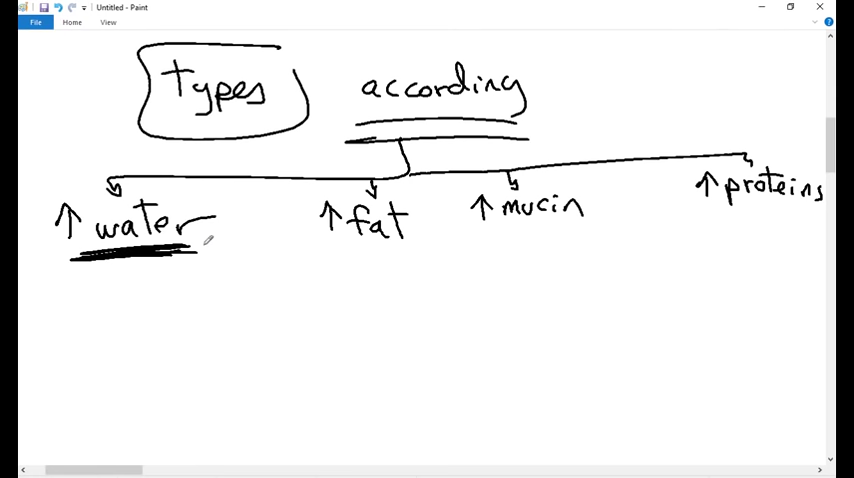 Untitled - Paint
File Home View
types according
↑ water ↑ fat ↑ mucin ↑ proteins